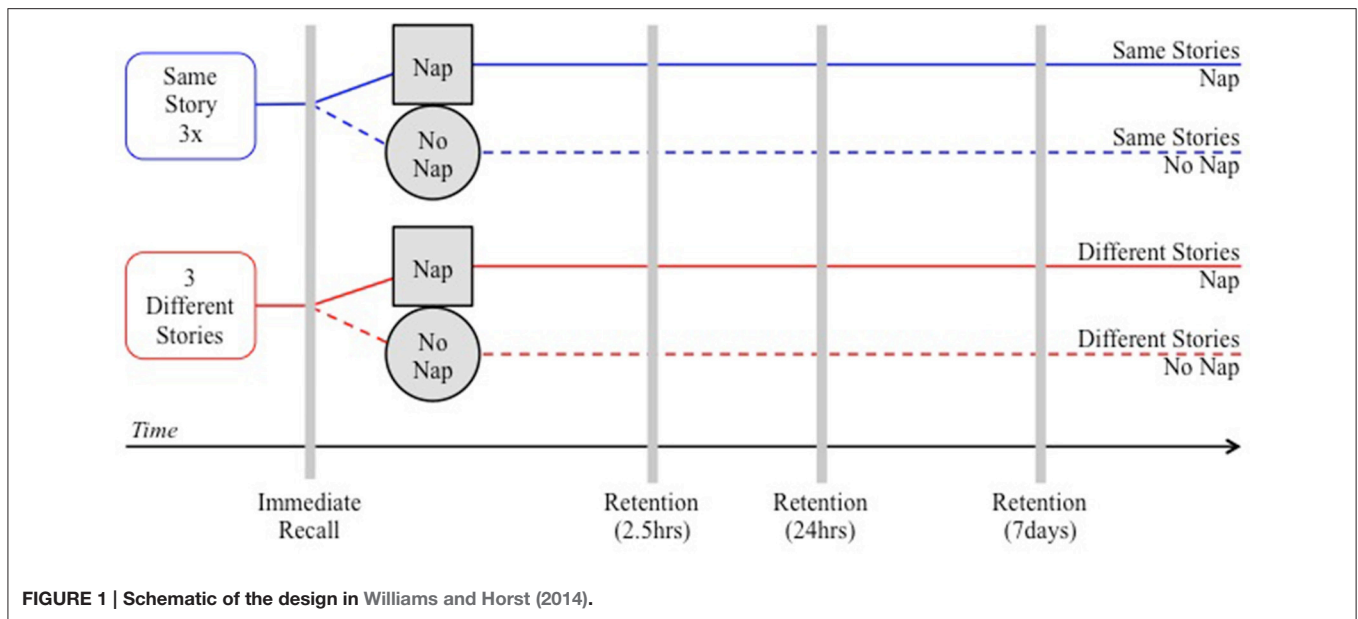 Same
Story
3x
Nap
No
Nap
Same Stories
Nap
Same Stories
No Nap
3
Different
Stories
Nap
No
Nap
Different Stories
Nap
Different Stories
No Nap
Time
Immediate
Recall
Retention
(2.5hrs)
Retention
(24hrs)
Retention
(7days)
FIGURE 1 | Schematic of the design in Williams and Horst (2014).